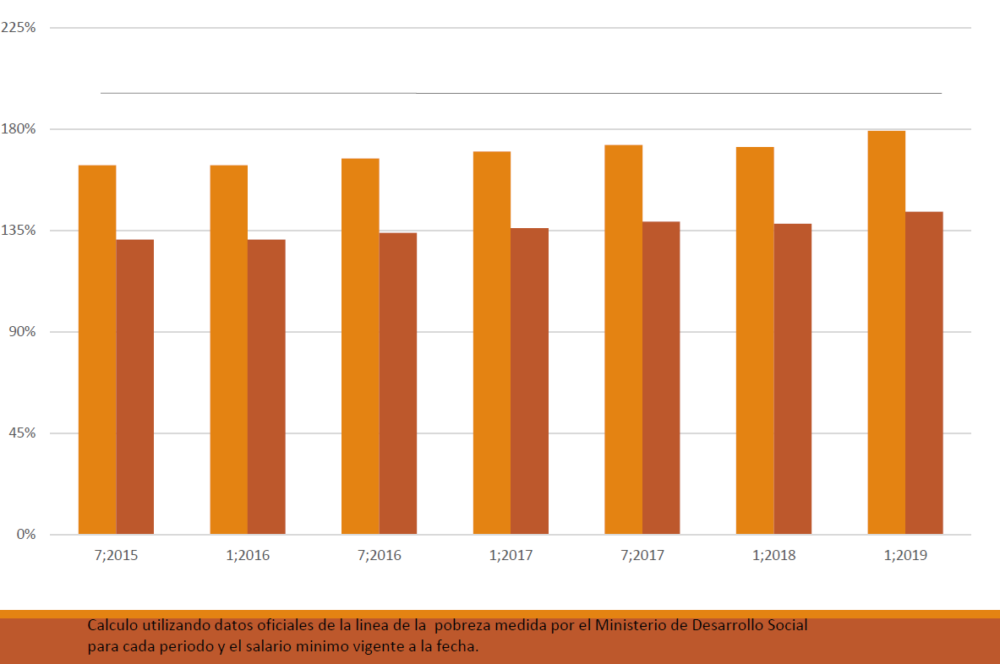 225%
180%
135%
90%
45%
0%
7;2015 1;2016 7;2016 1;2017 7;2017 1;2018 1;2019
Calculo utilizando datos oficiales de la linea de la pobreza medida por el Ministerio de Desarrollo Social
para cada periodo y el salario minimo vigente a la fecha.